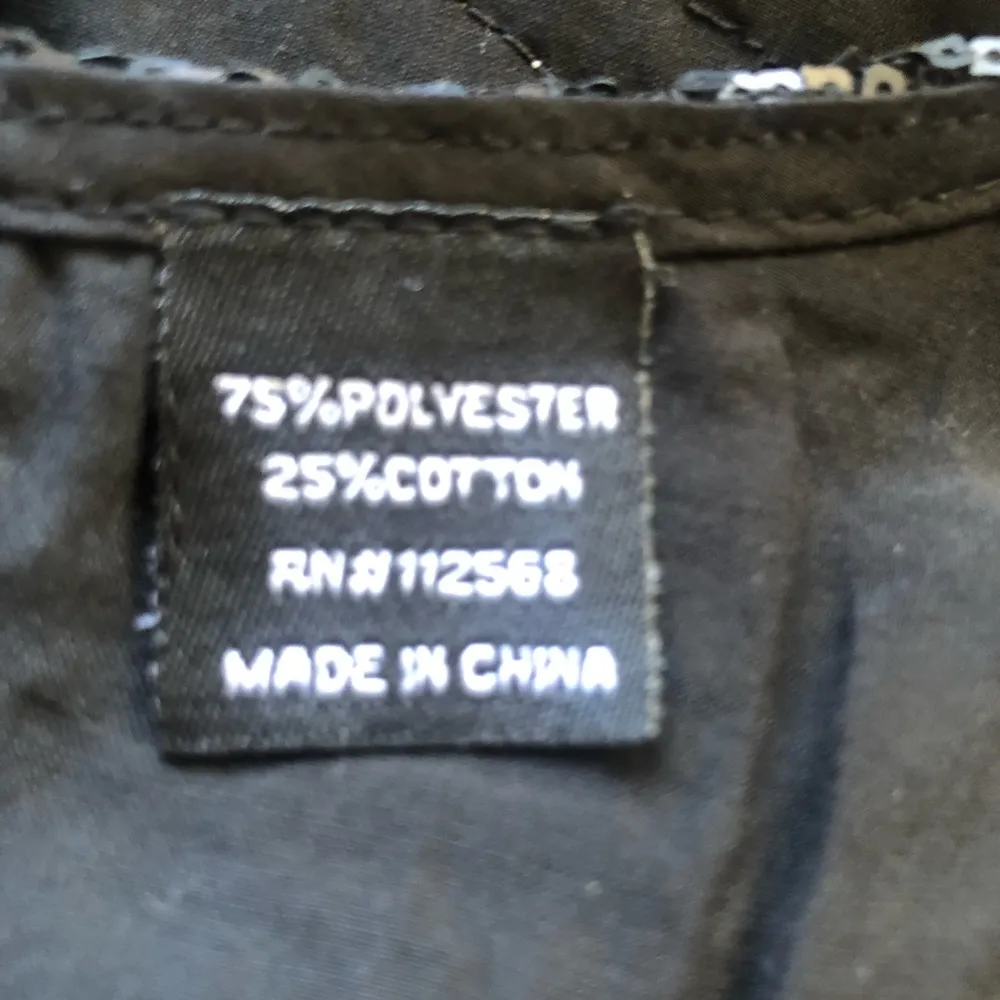 75%POLYESTER
25%COTTON
RN#112568
MADE IN CHINA